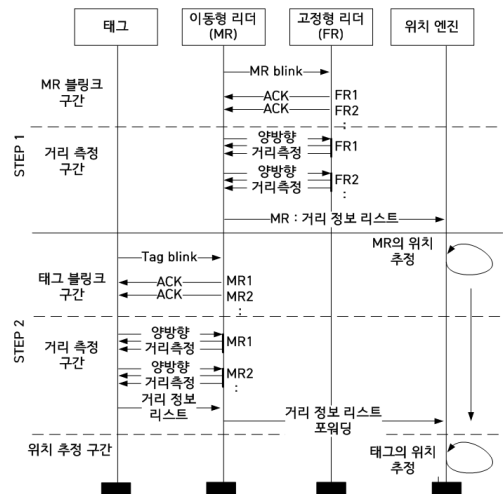 태그
이동형 리더
(MR)
고정형 리더
(FR)
위치 엔진
STEP 1
MR 블링크
구간
MR blink
ACK
FR1
ACK
FR2
:
거리 측정
구간
양방향
거리측정
FR1
양방향
거리측정
FR2
:
MR : 거리 정보 리스트
MR의 위치
추정
STEP 2
Tag blink
태그 블링크
구간
ACK
MR1
ACK
MR2
:
거리 측정
구간
양방향
거리측정
MR1
양방향
거리측정
MR2
:
거리 정보
리스트
거리 정보 리스트
포워딩
위치 추정 구간
태그의 위치
추정